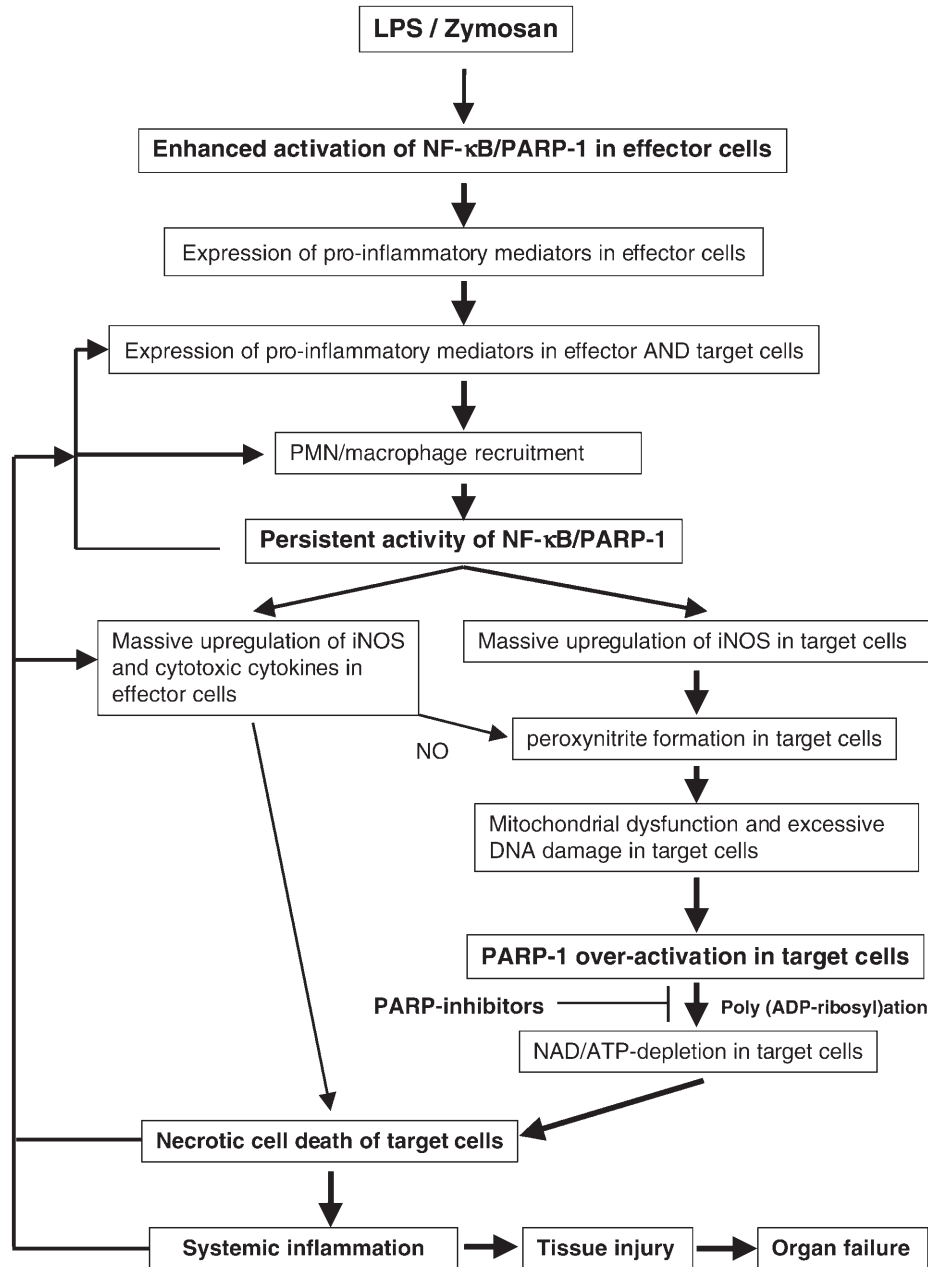 LPS / Zymosan
Enhanced activation of NF-κB/PARP-1 in effector cells
Expression of pro-inflammatory mediators in effector cells
Expression of pro-inflammatory mediators in effector AND target cells
PMN/macrophage recruitment
Persistent activity of NF-κB/PARP-1
Massive upregulation of iNOS
and cytotoxic cytokines in
effector cells
Massive upregulation of iNOS in target cells
NO
peroxynitrite formation in target cells
Mitochondrial dysfunction and excessive
DNA damage in target cells
PARP-1 over-activation in target cells
PARP-inhibitors
Poly (ADP-ribosyl)ation
NAD/ATP-depletion in target cells
Necrotic cell death of target cells
Systemic inflammation
Tissue injury
Organ failure